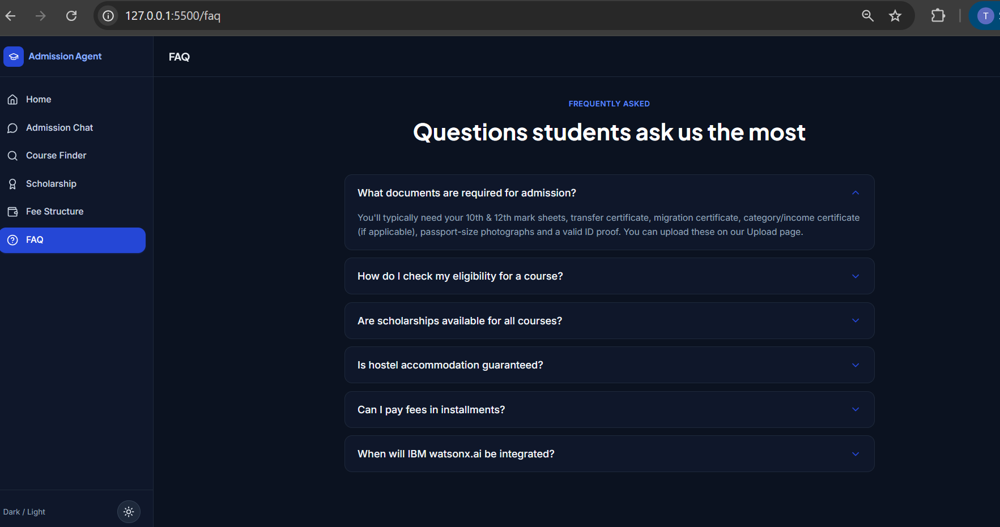 127.0.0.1:5500/faq
T
Admission Agent
FAQ
Home
Admission Chat
Course Finder
Scholarship
Fee Structure
FAQ
Dark / Light
FREQUENTLY ASKED
Questions students ask us the most
What documents are required for admission?
You'll typically need your 10th & 12th mark sheets, transfer certificate, migration certificate, category/income certificate
(if applicable), passport-size photographs and a valid ID proof. You can upload these on our Upload page.
How do I check my eligibility for a course?
Are scholarships available for all courses?
Is hostel accommodation guaranteed?
Can I pay fees in installments?
When will IBM watsonx.ai be integrated?